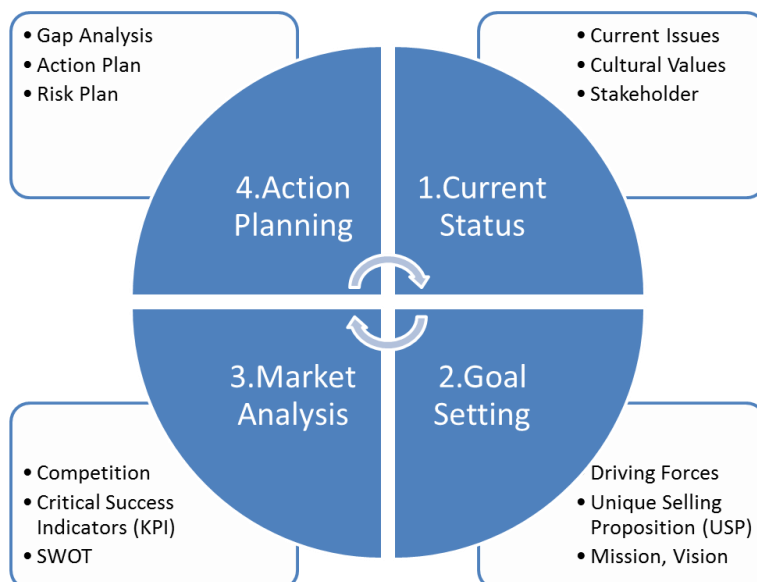 • Gap Analysis
• Action Plan
• Risk Plan
• Current Issues
• Cultural Values
• Stakeholder
4.Action
Planning
1.Current
Status
3.Market
Analysis
2.Goal
Setting
• Competition
• Critical Success
Indicators (KPI)
• SWOT
Driving Forces
• Unique Selling
Proposition (USP)
• Mission, Vision